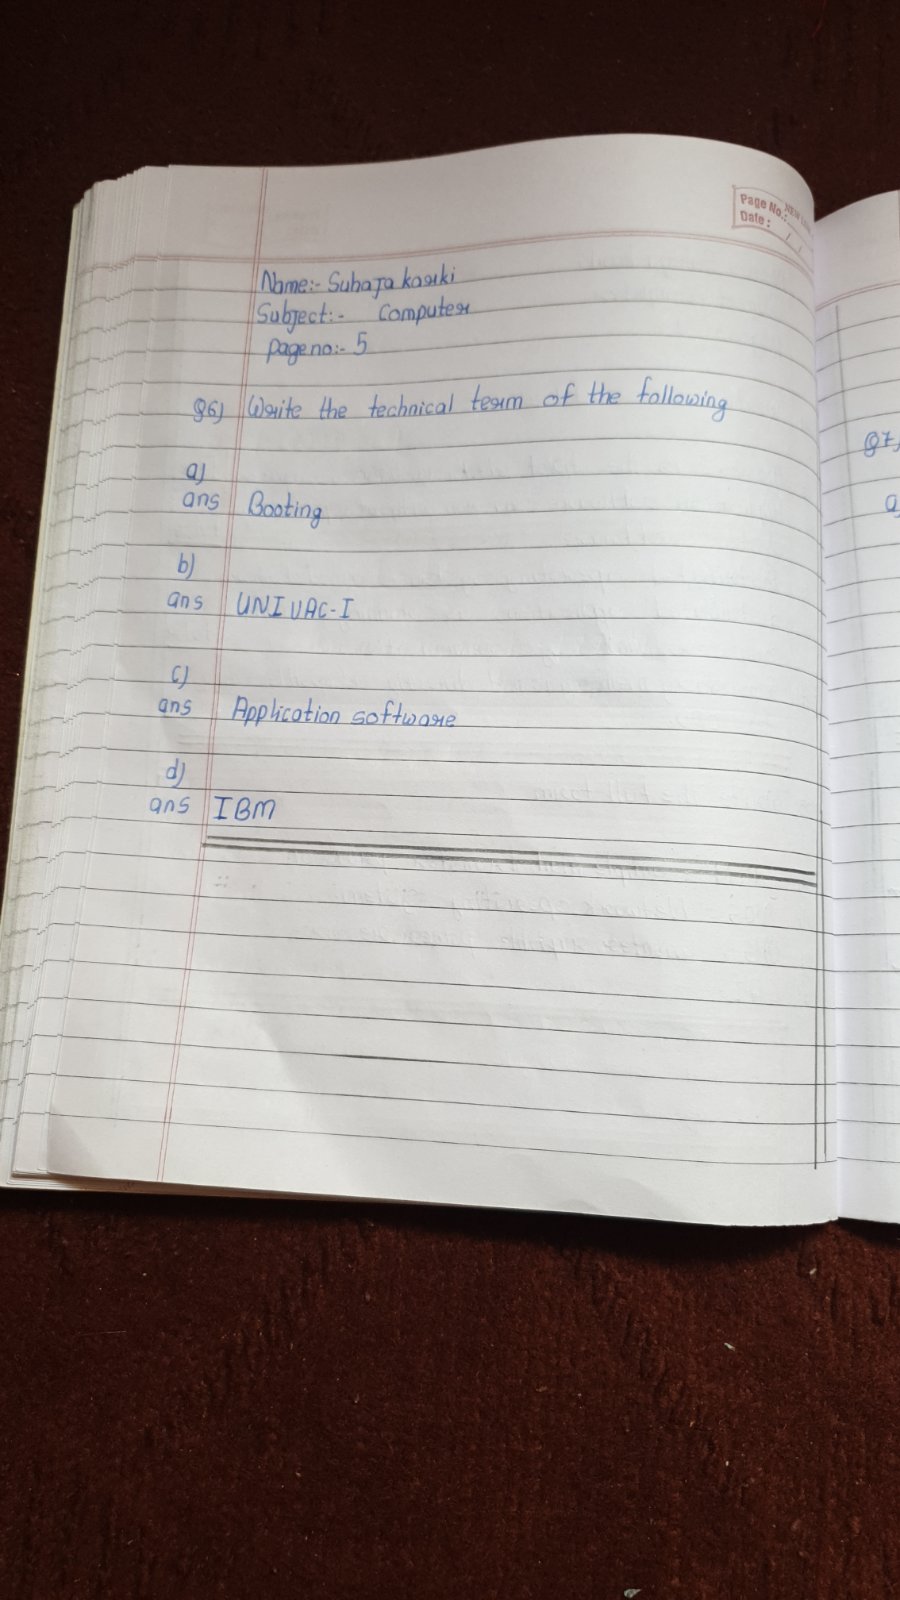 Page No.:
Date: / /
Name:- Suhaja karki
Subject:- Computer
page no:- 5
Q6) Write the technical term of the following
a)
ans Booting
b)
ans UNIVAC-I
c)
ans Application software
d)
ans IBM
Q7)
a